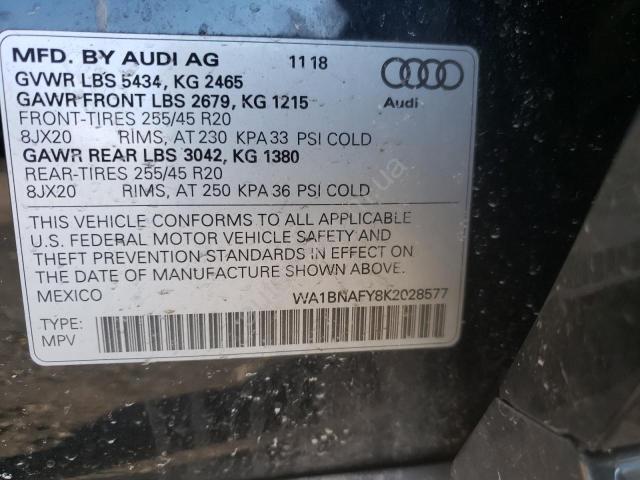 MFD. BY AUDI AG 11 18
GVWR LBS 5434, KG 2465
GAWR FRONT LBS 2679, KG 1215
FRONT-TIRES 255/45 R20
8JX20 RIMS, AT 230 KPA 33 PSI COLD
GAWR REAR LBS 3042, KG 1380
REAR-TIRES 255/45 R20
8JX20 RIMS, AT 250 KPA 36 PSI COLD
Audi
THIS VEHICLE CONFORMS TO ALL APPLICABLE
U.S. FEDERAL MOTOR VEHICLE SAFETY AND
THEFT PREVENTION STANDARDS IN EFFECT ON
THE DATE OF MANUFACTURE SHOWN ABOVE.
MEXICO WA1BNAFY8K2028577
TYPE:
MPV